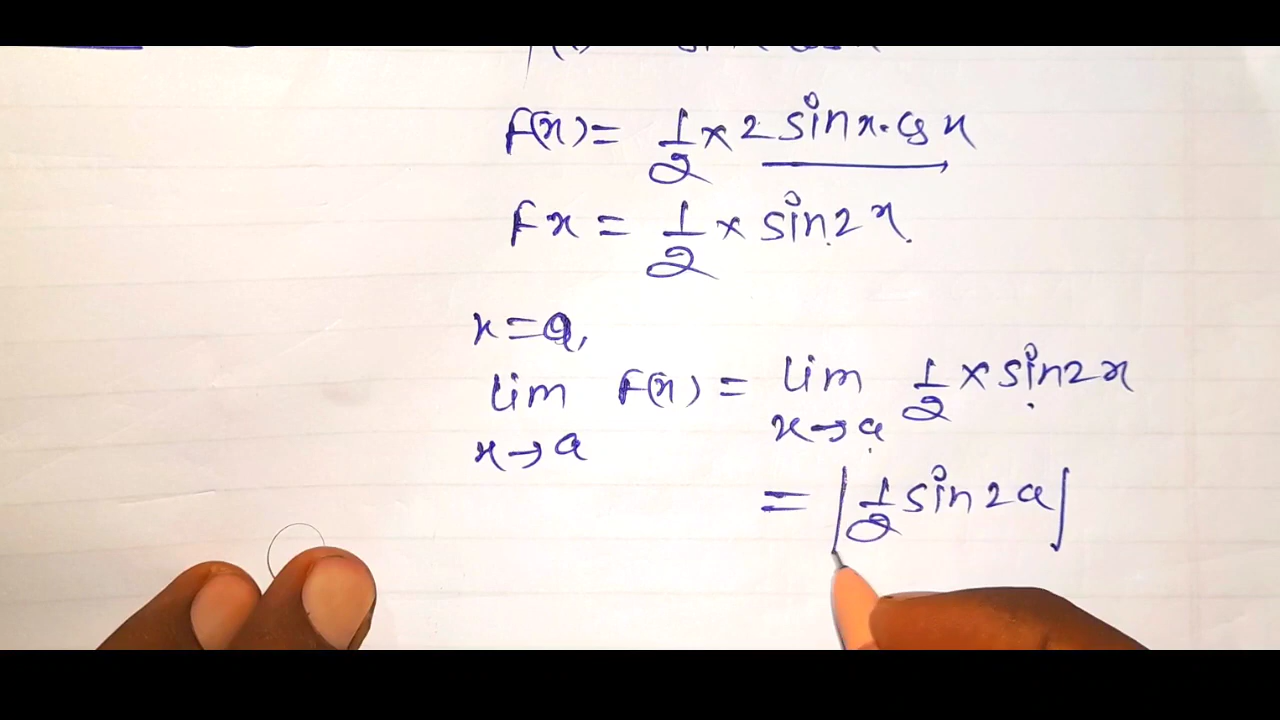 f(x) = 1/2 × 2 sin x · cos x
f x = 1/2 × sin 2x
x = a,
lim x→a f(x) = lim x→a 1/2 × sin 2x
= | 1/2 sin 2a |